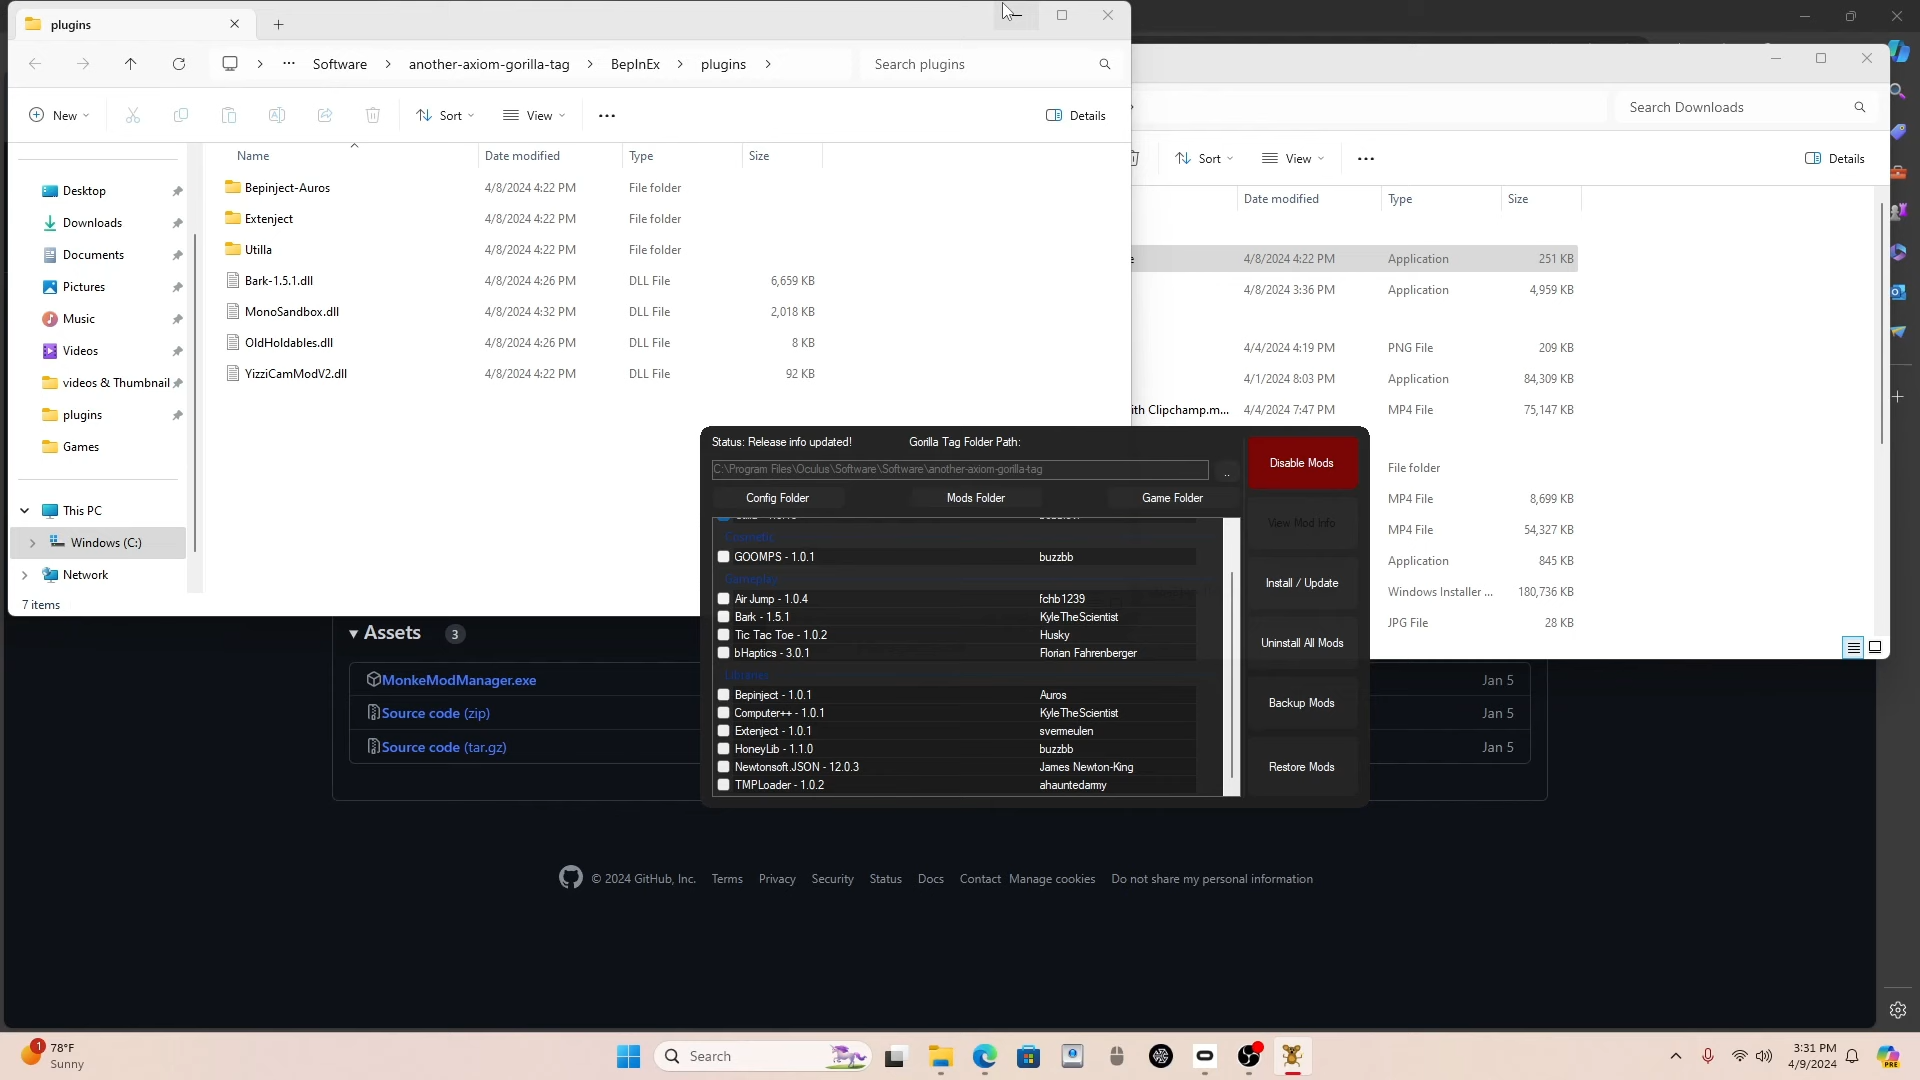 plugins
Software
another-axiom-gorilla-tag
BepInEx
plugins
Search plugins
New
Sort
View
Details
Name
Date modified
Type
Size
Desktop
Downloads
Documents
Pictures
Music
Videos
videos & Thumbnail
plugins
Games
This PC
Windows (C:)
Network
7 items
Bepinject-Auros 4/8/2024 4:22 PM File folder
Extenject 4/8/2024 4:22 PM File folder
Utilla 4/8/2024 4:22 PM File folder
Bark-1.5.1.dll 4/8/2024 4:26 PM DLL File 6,659 KB
MonoSandbox.dll 4/8/2024 4:32 PM DLL File 2,018 KB
OldHoldables.dll 4/8/2024 4:26 PM DLL File 8 KB
YizziCamModV2.dll 4/8/2024 4:22 PM DLL File 92 KB
Search Downloads
Sort
View
Details
Date modified
Type
Size
e 4/8/2024 4:22 PM Application 251 KB
4/8/2024 3:36 PM Application 4,959 KB
4/4/2024 4:19 PM PNG File 209 KB
4/1/2024 8:03 PM Application 84,309 KB
ith Clipchamp.m... 4/4/2024 7:47 PM MP4 File 75,147 KB
File folder
MP4 File 8,699 KB
MP4 File 54,327 KB
Application 845 KB
Windows Installer ... 180,736 KB
JPG File 28 KB
Status: Release info updated!
Gorilla Tag Folder Path:
C:\Program Files\Oculus\Software\Software\another-axiom-gorilla-tag
..
Config Folder
Mods Folder
Game Folder
Cosmetic
GOOMPS - 1.0.1 buzzbb
Gameplay
Air Jump - 1.0.4 fchb1239
Bark - 1.5.1 KyleTheScientist
Tic Tac Toe - 1.0.2 Husky
bHaptics - 3.0.1 Florian Fahrenberger
Libraries
Bepinject - 1.0.1 Auros
Computer++ - 1.0.1 KyleTheScientist
Extenject - 1.0.1 svermeulen
HoneyLib - 1.1.0 buzzbb
Newtonsoft.JSON - 12.0.3 James Newton-King
TMPLoader - 1.0.2 ahauntedarmy
Disable Mods
View Mod Info
Install / Update
Uninstall All Mods
Backup Mods
Restore Mods
Assets 3
MonkeModManager.exe Jan 5
Source code (zip) Jan 5
Source code (tar.gz) Jan 5
© 2024 GitHub, Inc. Terms Privacy Security Status Docs Contact Manage cookies Do not share my personal information
1
78°F
Sunny
Search
3:31 PM
4/9/2024
PRE